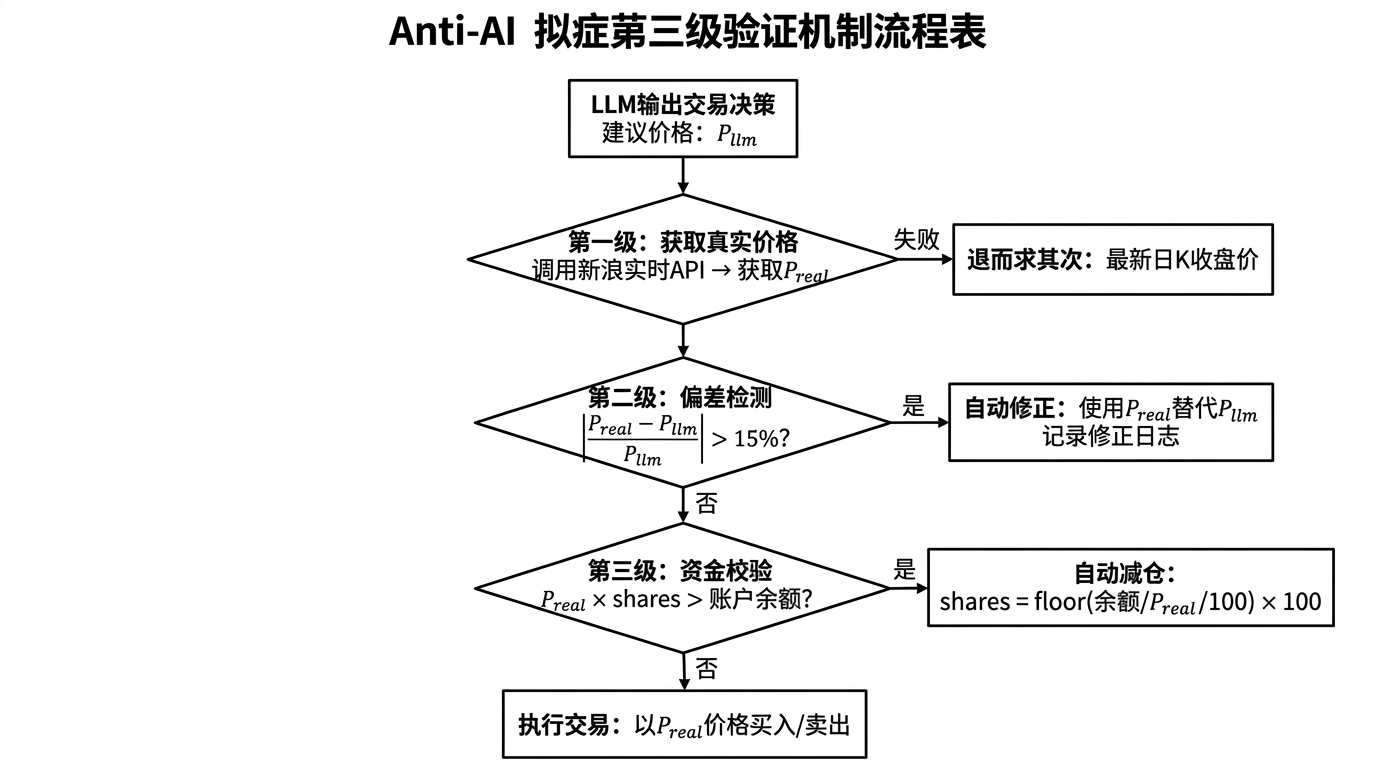 Anti-AI 拟症第三级验证机制流程表
LLM输出交易决策
建议价格：P_llm
第一级：获取真实价格
调用新浪实时API → 获取P_real
失败
退而求其次：最新日K收盘价
第二级：偏差检测
|(P_real − P_llm) / P_llm| > 15%?
是
自动修正：使用P_real替代P_llm
记录修正日志
否
第三级：资金校验
P_real × shares > 账户余额?
是
自动减仓：
shares = floor(余额/P_real/100) × 100
否
执行交易：以P_real价格买入/卖出